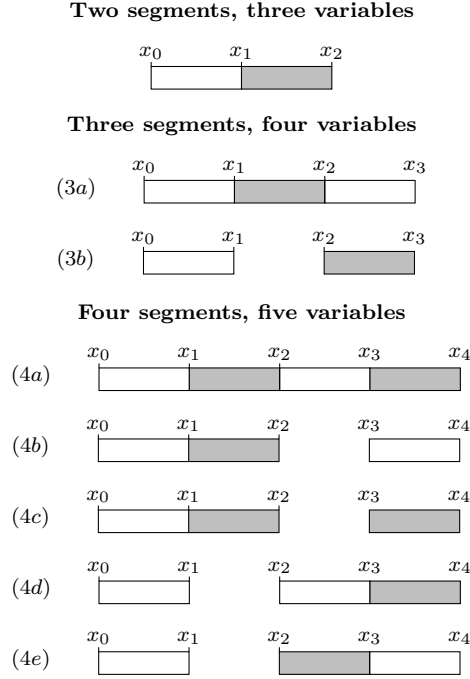 Two segments, three variables
x₀ x₁ x₂
Three segments, four variables
x₀ x₁ x₂ x₃
(3a)
x₀ x₁ x₂ x₃
(3b)
Four segments, five variables
x₀ x₁ x₂ x₃ x₄
(4a)
x₀ x₁ x₂ x₃ x₄
(4b)
x₀ x₁ x₂ x₃ x₄
(4c)
x₀ x₁ x₂ x₃ x₄
(4d)
x₀ x₁ x₂ x₃ x₄
(4e)